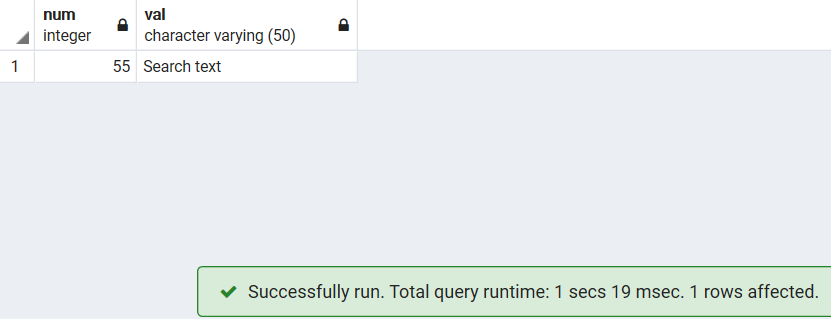 num val
integer character varying (50)
1 55 Search text
Successfully run. Total query runtime: 1 secs 19 msec. 1 rows affected.